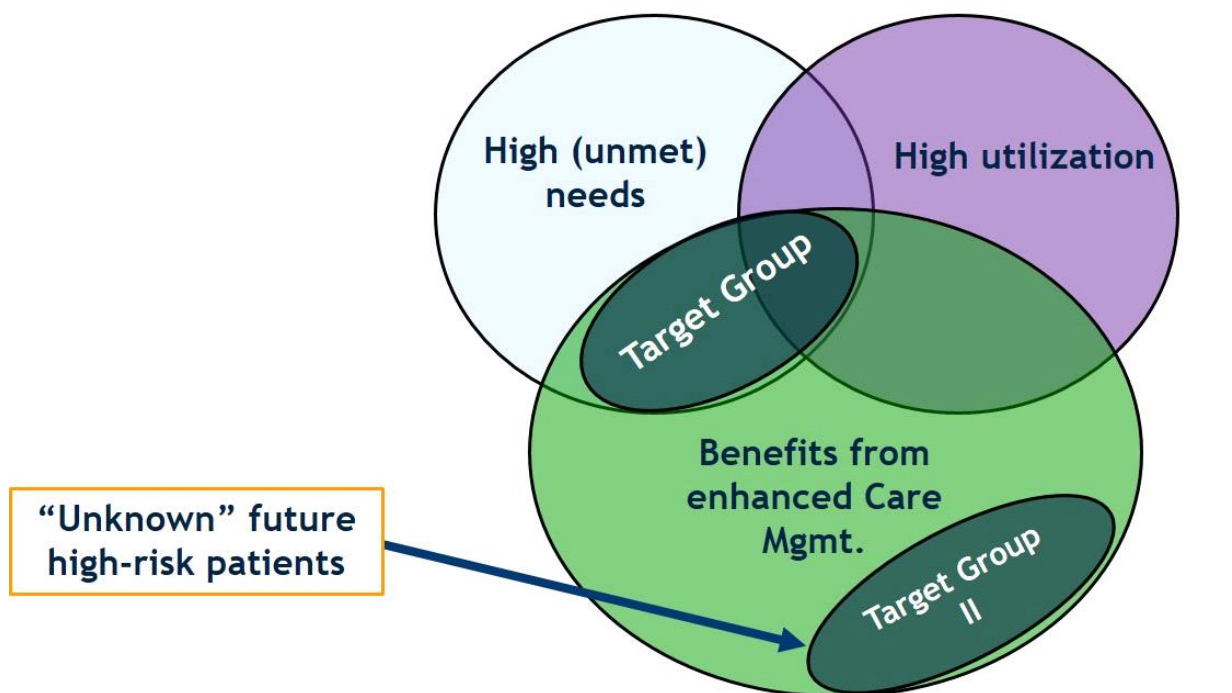 High (unmet)
needs
High utilization
Target Group
Benefits from
enhanced Care
Mgmt.
“Unknown” future
high-risk patients
Target Group
II